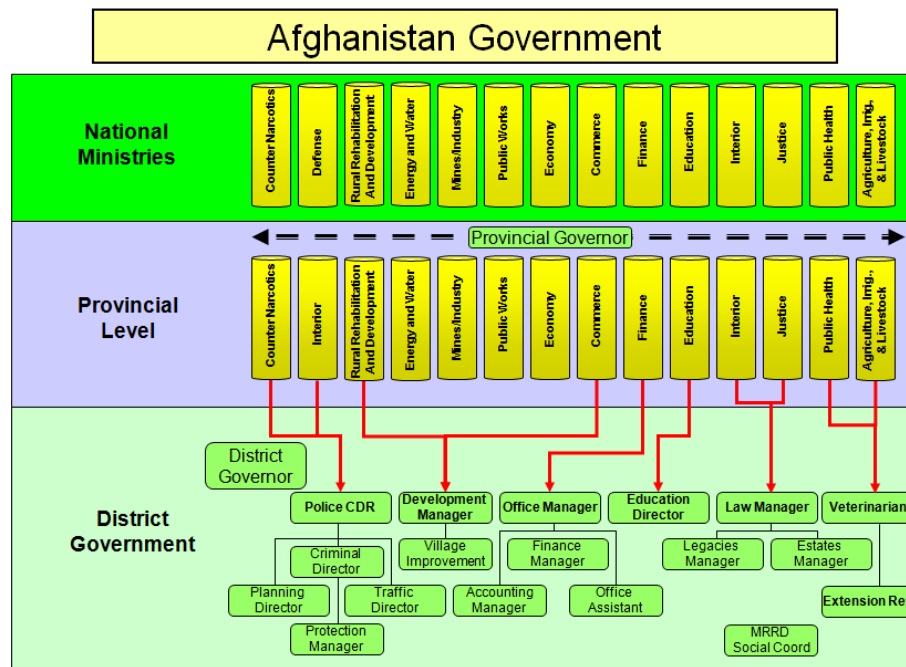 Afghanistan Government
National
Ministries
Counter Narcotics
Defense
Rural Rehabilitation
And Development
Energy and Water
Mines/Industry
Public Works
Economy
Commerce
Finance
Education
Interior
Justice
Public Health
Agriculture, Irrig.,
& Livestock
Provincial Governor
Provincial
Level
Counter Narcotics
Interior
Rural Rehabilitation
And Development
Energy and Water
Mines/Industry
Public Works
Economy
Commerce
Finance
Education
Interior
Justice
Public Health
Agriculture, Irrig.,
& Livestock
District
Governor
District
Government
Police CDR
Development
Manager
Office Manager
Education
Director
Law Manager
Veterinarian
Criminal
Director
Village
Improvement
Finance
Manager
Legacies
Manager
Estates
Manager
Planning
Director
Traffic
Director
Accounting
Manager
Office
Assistant
Extension Re
Protection
Manager
MRRD
Social Coord